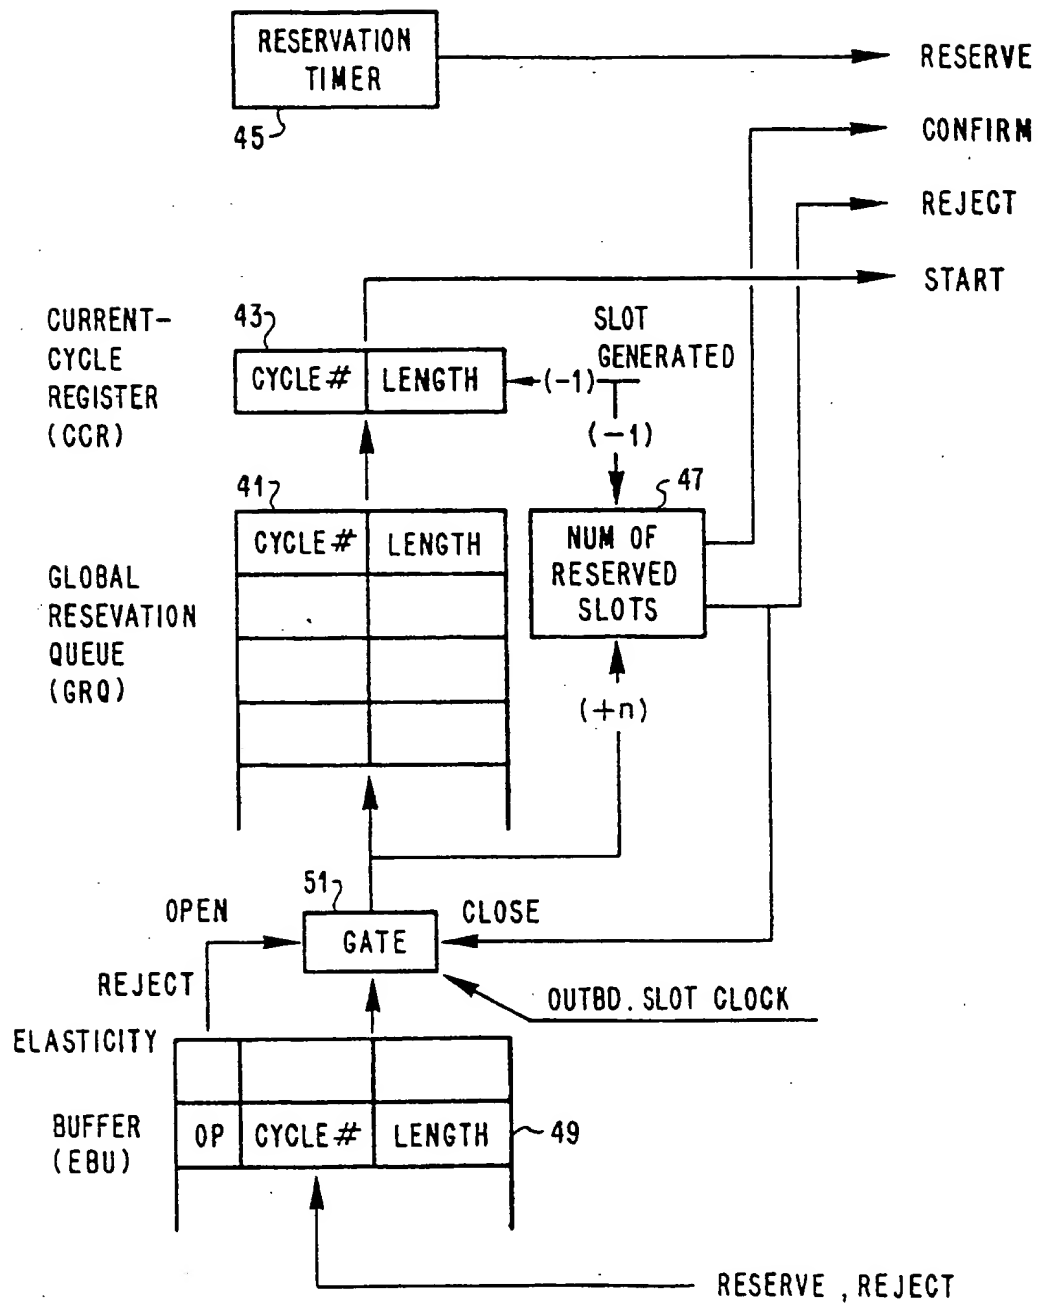 RESERVATION
TIMER
45
RESERVE
CONFIRM
REJECT
START
CURRENT-
CYCLE
REGISTER
(CCR)
43
CYCLE# LENGTH
SLOT
GENERATED
(-1)
(-1)
41
CYCLE# LENGTH
GLOBAL
RESEVATION
QUEUE
(GRQ)
47
NUM OF
RESERVED
SLOTS
(+n)
51
OPEN
CLOSE
GATE
REJECT
OUTBD. SLOT CLOCK
ELASTICITY
BUFFER
(EBU)
OP CYCLE# LENGTH
49
RESERVE , REJECT